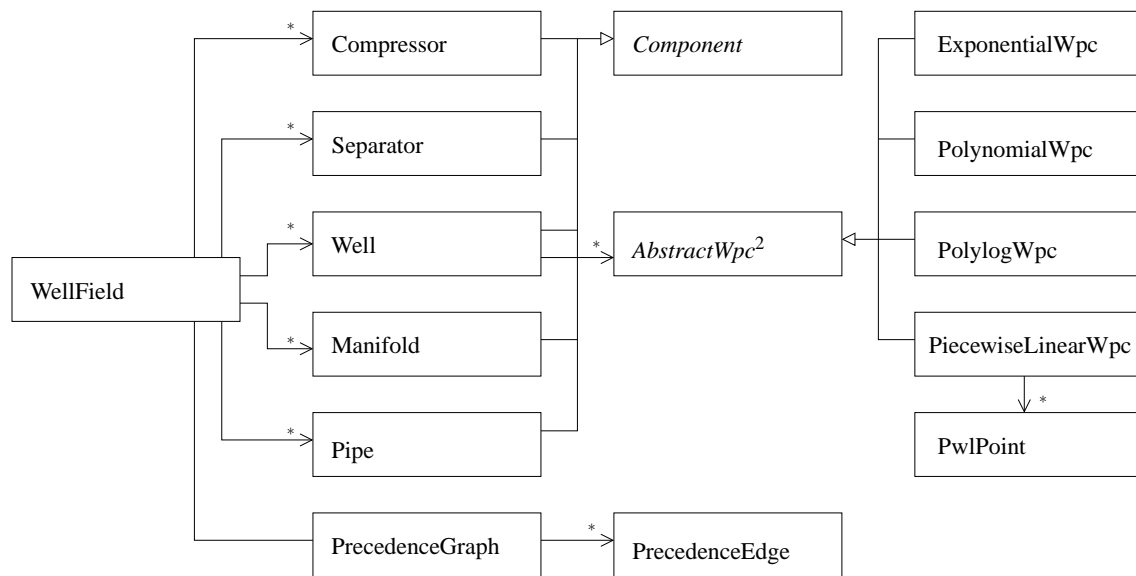 *
Compressor
Component
ExponentialWpc
*
Separator
PolynomialWpc
*
Well
*
AbstractWpc²
PolylogWpc
WellField
*
Manifold
PiecewiseLinearWpc
*
*
Pipe
PwlPoint
PrecedenceGraph
*
PrecedenceEdge